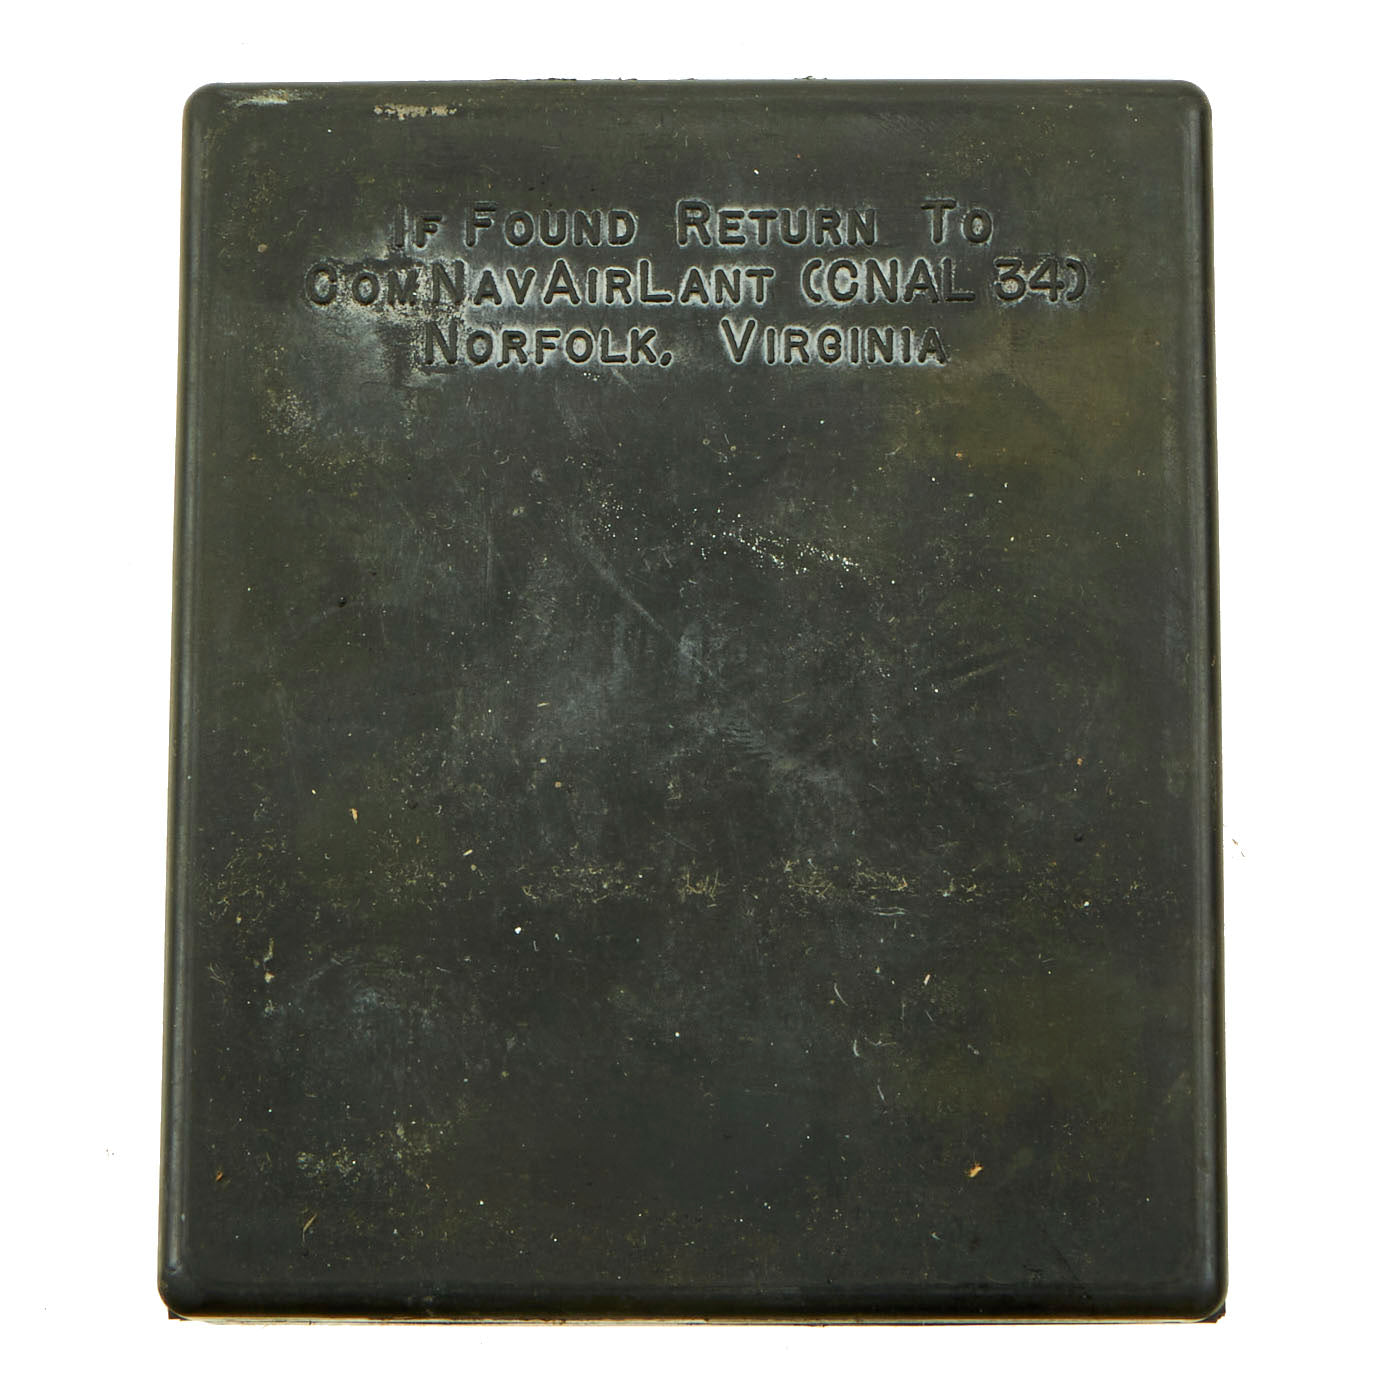 If Found Return To
ComNavAirLant (CNAL 34)
Norfolk, Virginia